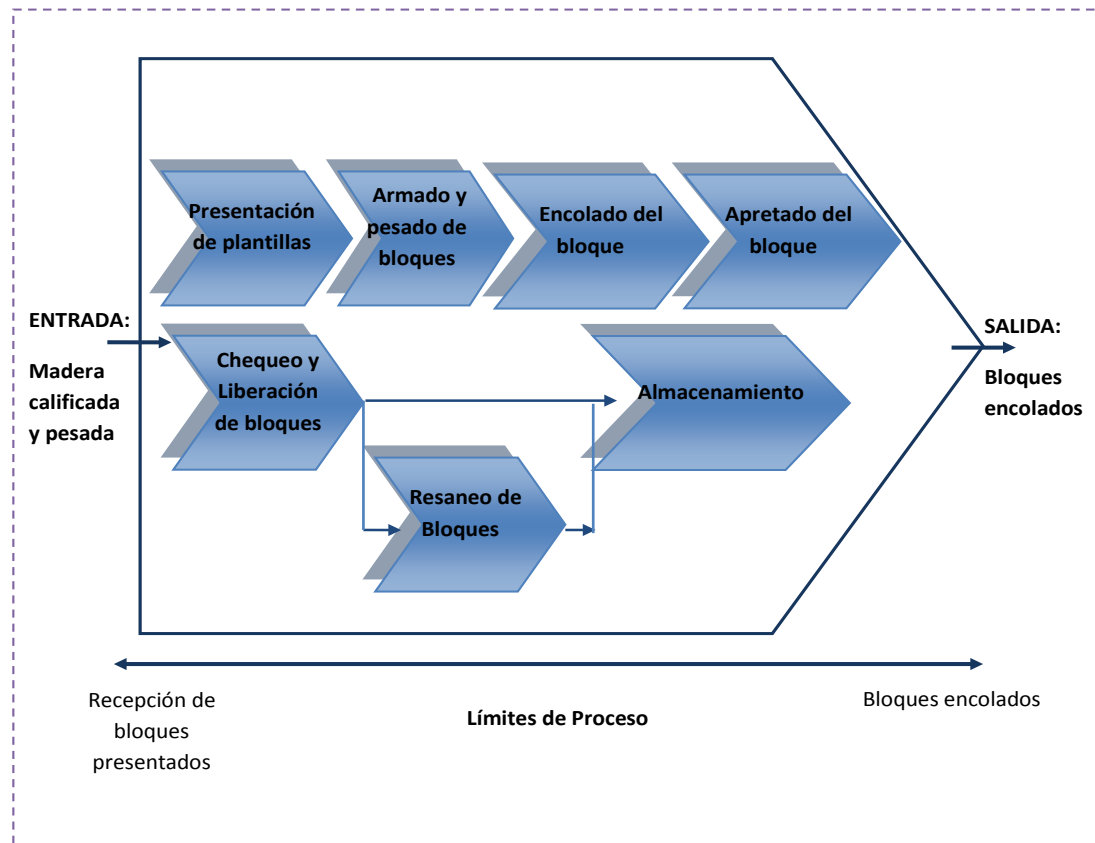 Presentación
de plantillas
Armado y
pesado de
bloques
Encolado del
bloque
Apretado del
bloque
ENTRADA:
Madera
calificada
y pesada
Chequeo y
Liberación
de bloques
Almacenamiento
SALIDA:
Bloques
encolados
Resaneo de
Bloques
Recepción de
bloques
presentados
Límites de Proceso
Bloques encolados